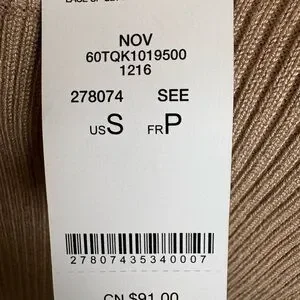 NOV
60TQK1019500
1216
278074 SEE
US S FR P
27807435340007
CN $91.00